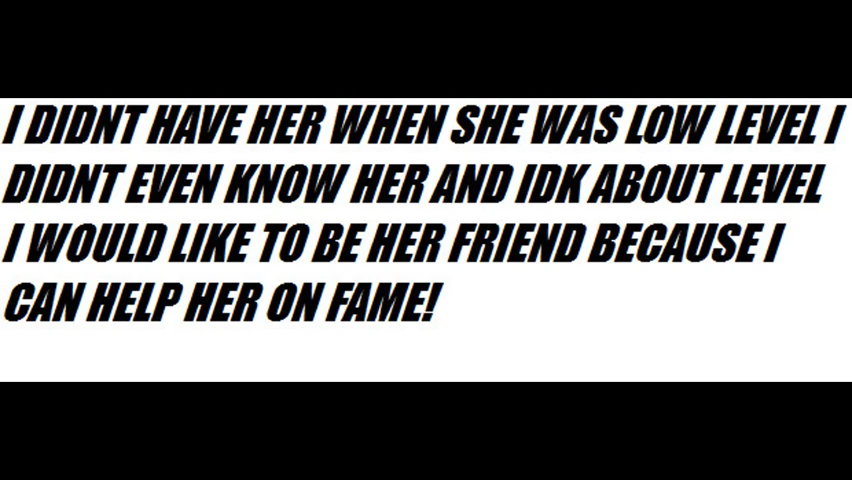 I DIDNT HAVE HER WHEN SHE WAS LOW LEVEL I
DIDNT EVEN KNOW HER AND IDK ABOUT LEVEL
I WOULD LIKE TO BE HER FRIEND BECAUSE I
CAN HELP HER ON FAME!